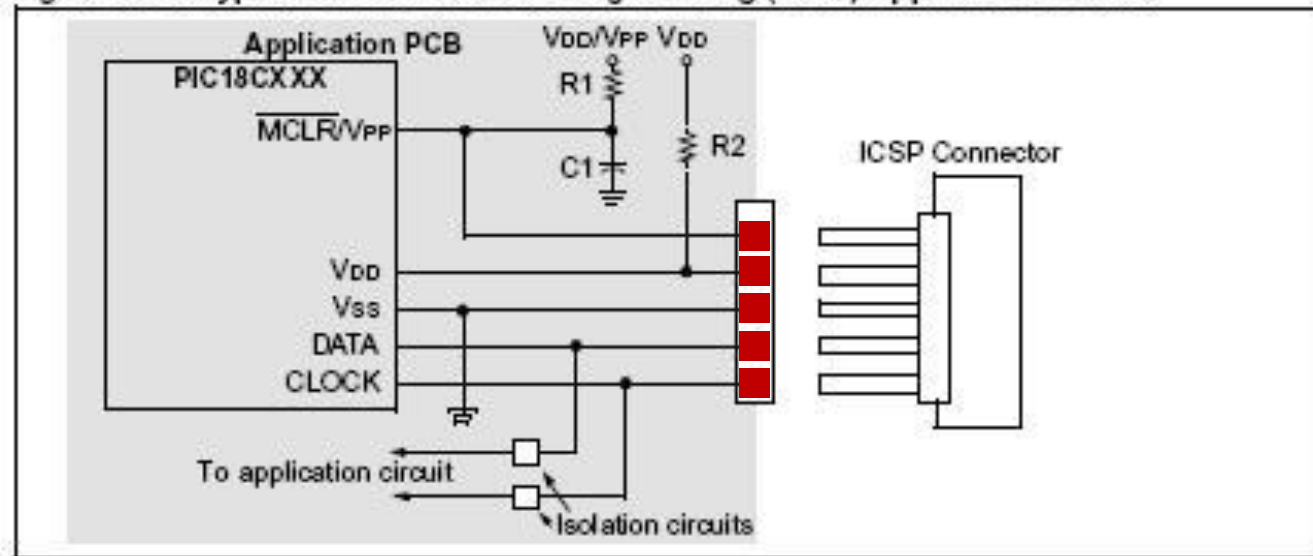 Application PCB
PIC18CXXX
MCLR/VPP
VDD
VSS
DATA
CLOCK
VDD/VPP VDD
R1
C1
R2
ICSP Connector
To application circuit
Isolation circuits